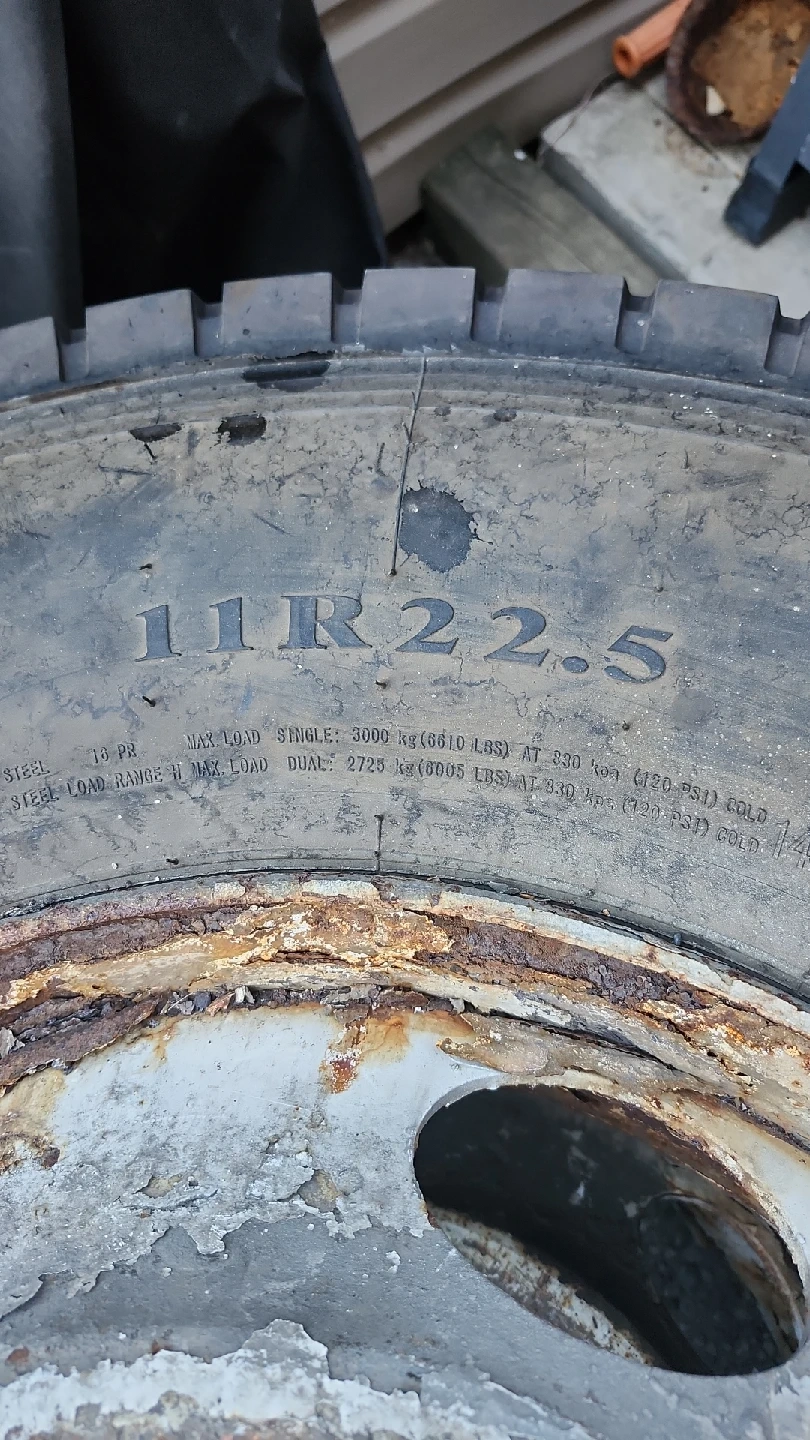 11R22.5
STEEL 16 PR MAX. LOAD SINGLE: 3000 kg(6610 LBS) AT 830 kpa (120 PSI) COLD
STEEL LOAD RANGE H MAX. LOAD DUAL: 2725 kg(6005 LBS) AT 830 kpa (120 PSI) COLD